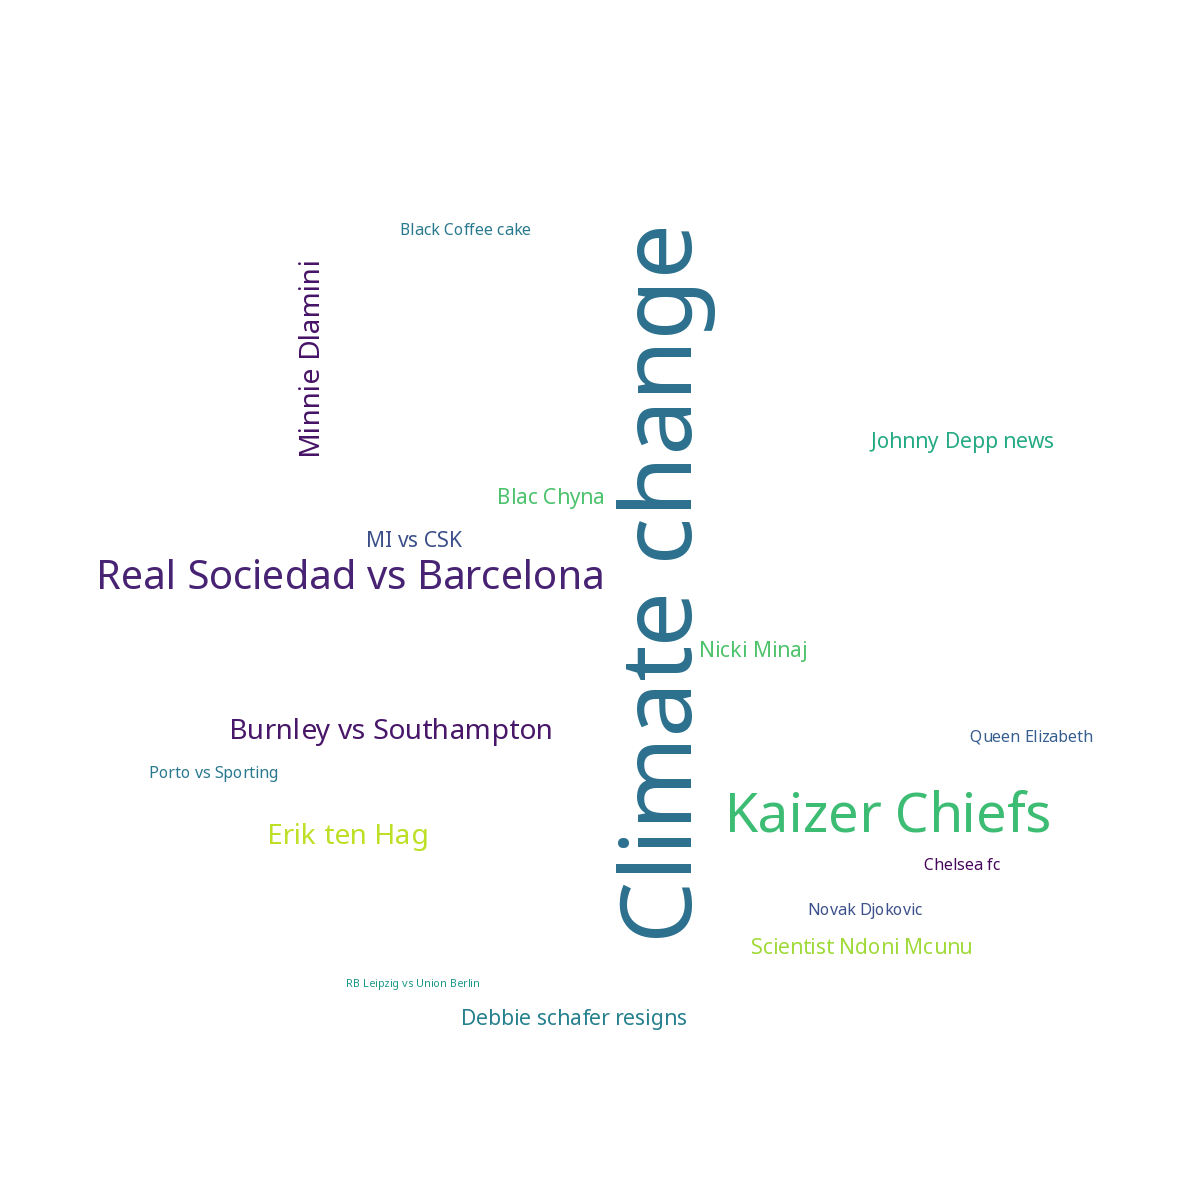 Black Coffee cake
Climate change
Minnie Dlamini
Johnny Depp news
Blac Chyna
MI vs CSK
Real Sociedad vs Barcelona
Nicki Minaj
Burnley vs Southampton
Queen Elizabeth
Porto vs Sporting
Kaizer Chiefs
Erik ten Hag
Chelsea fc
Novak Djokovic
Scientist Ndoni Mcunu
RB Leipzig vs Union Berlin
Debbie schafer resigns